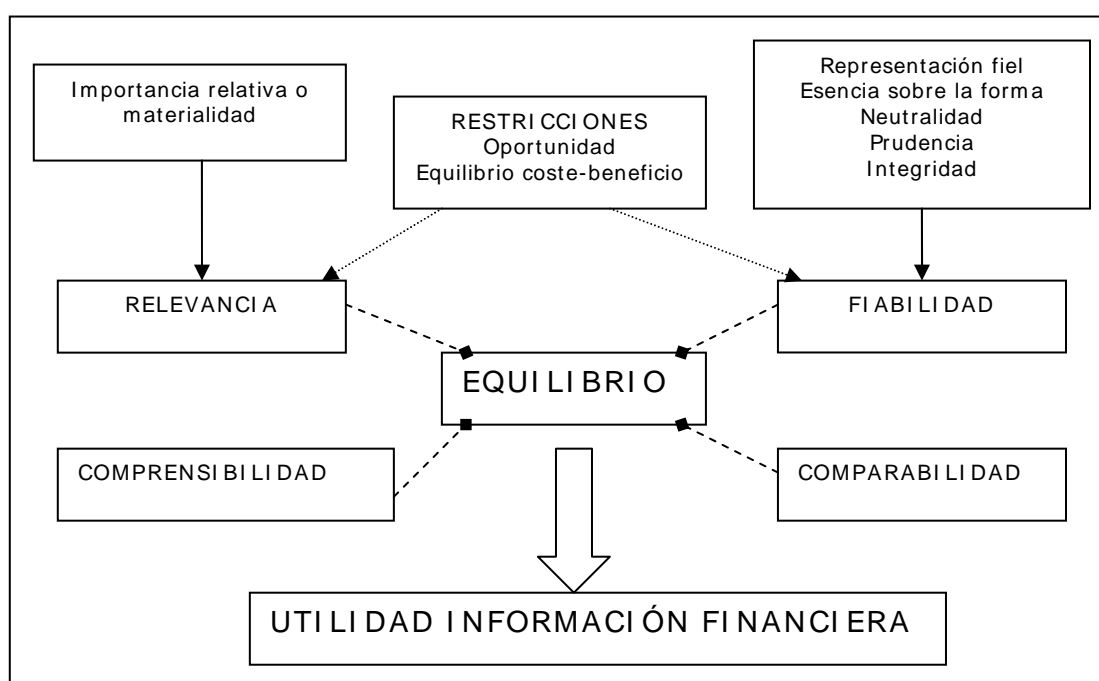 Importancia relativa o
materialidad
RESTRICCIONES
Oportunidad
Equilibrio coste-beneficio
Representación fiel
Esencia sobre la forma
Neutralidad
Prudencia
Integridad
RELEVANCIA
FIABILIDAD
EQUILIBRIO
COMPRENSIBILIDAD
COMPARABILIDAD
UTILIDAD INFORMACIÓN FINANCIERA